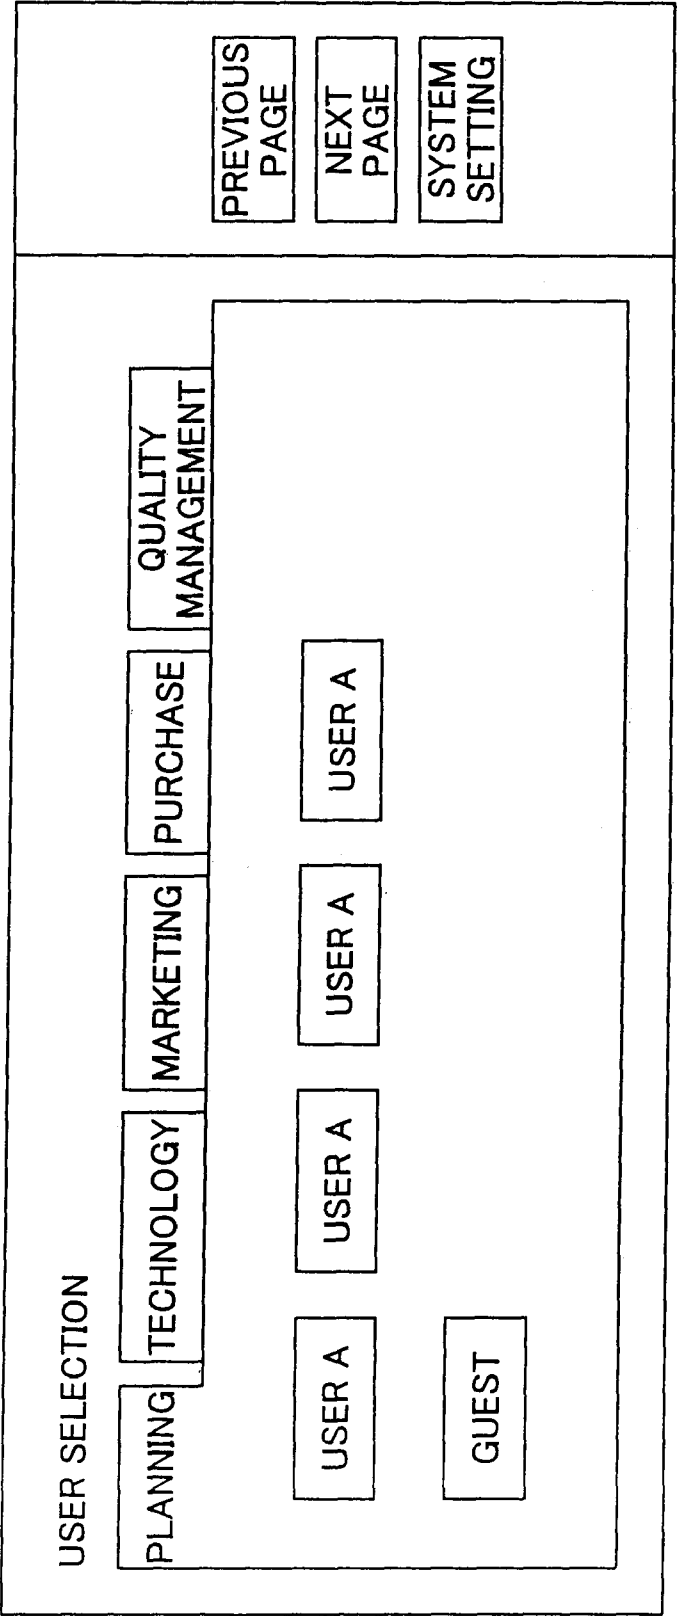 USER SELECTION
PLANNING
TECHNOLOGY
MARKETING
PURCHASE
QUALITY
MANAGEMENT
USER A
USER A
USER A
USER A
GUEST
PREVIOUS
PAGE
NEXT
PAGE
SYSTEM
SETTING